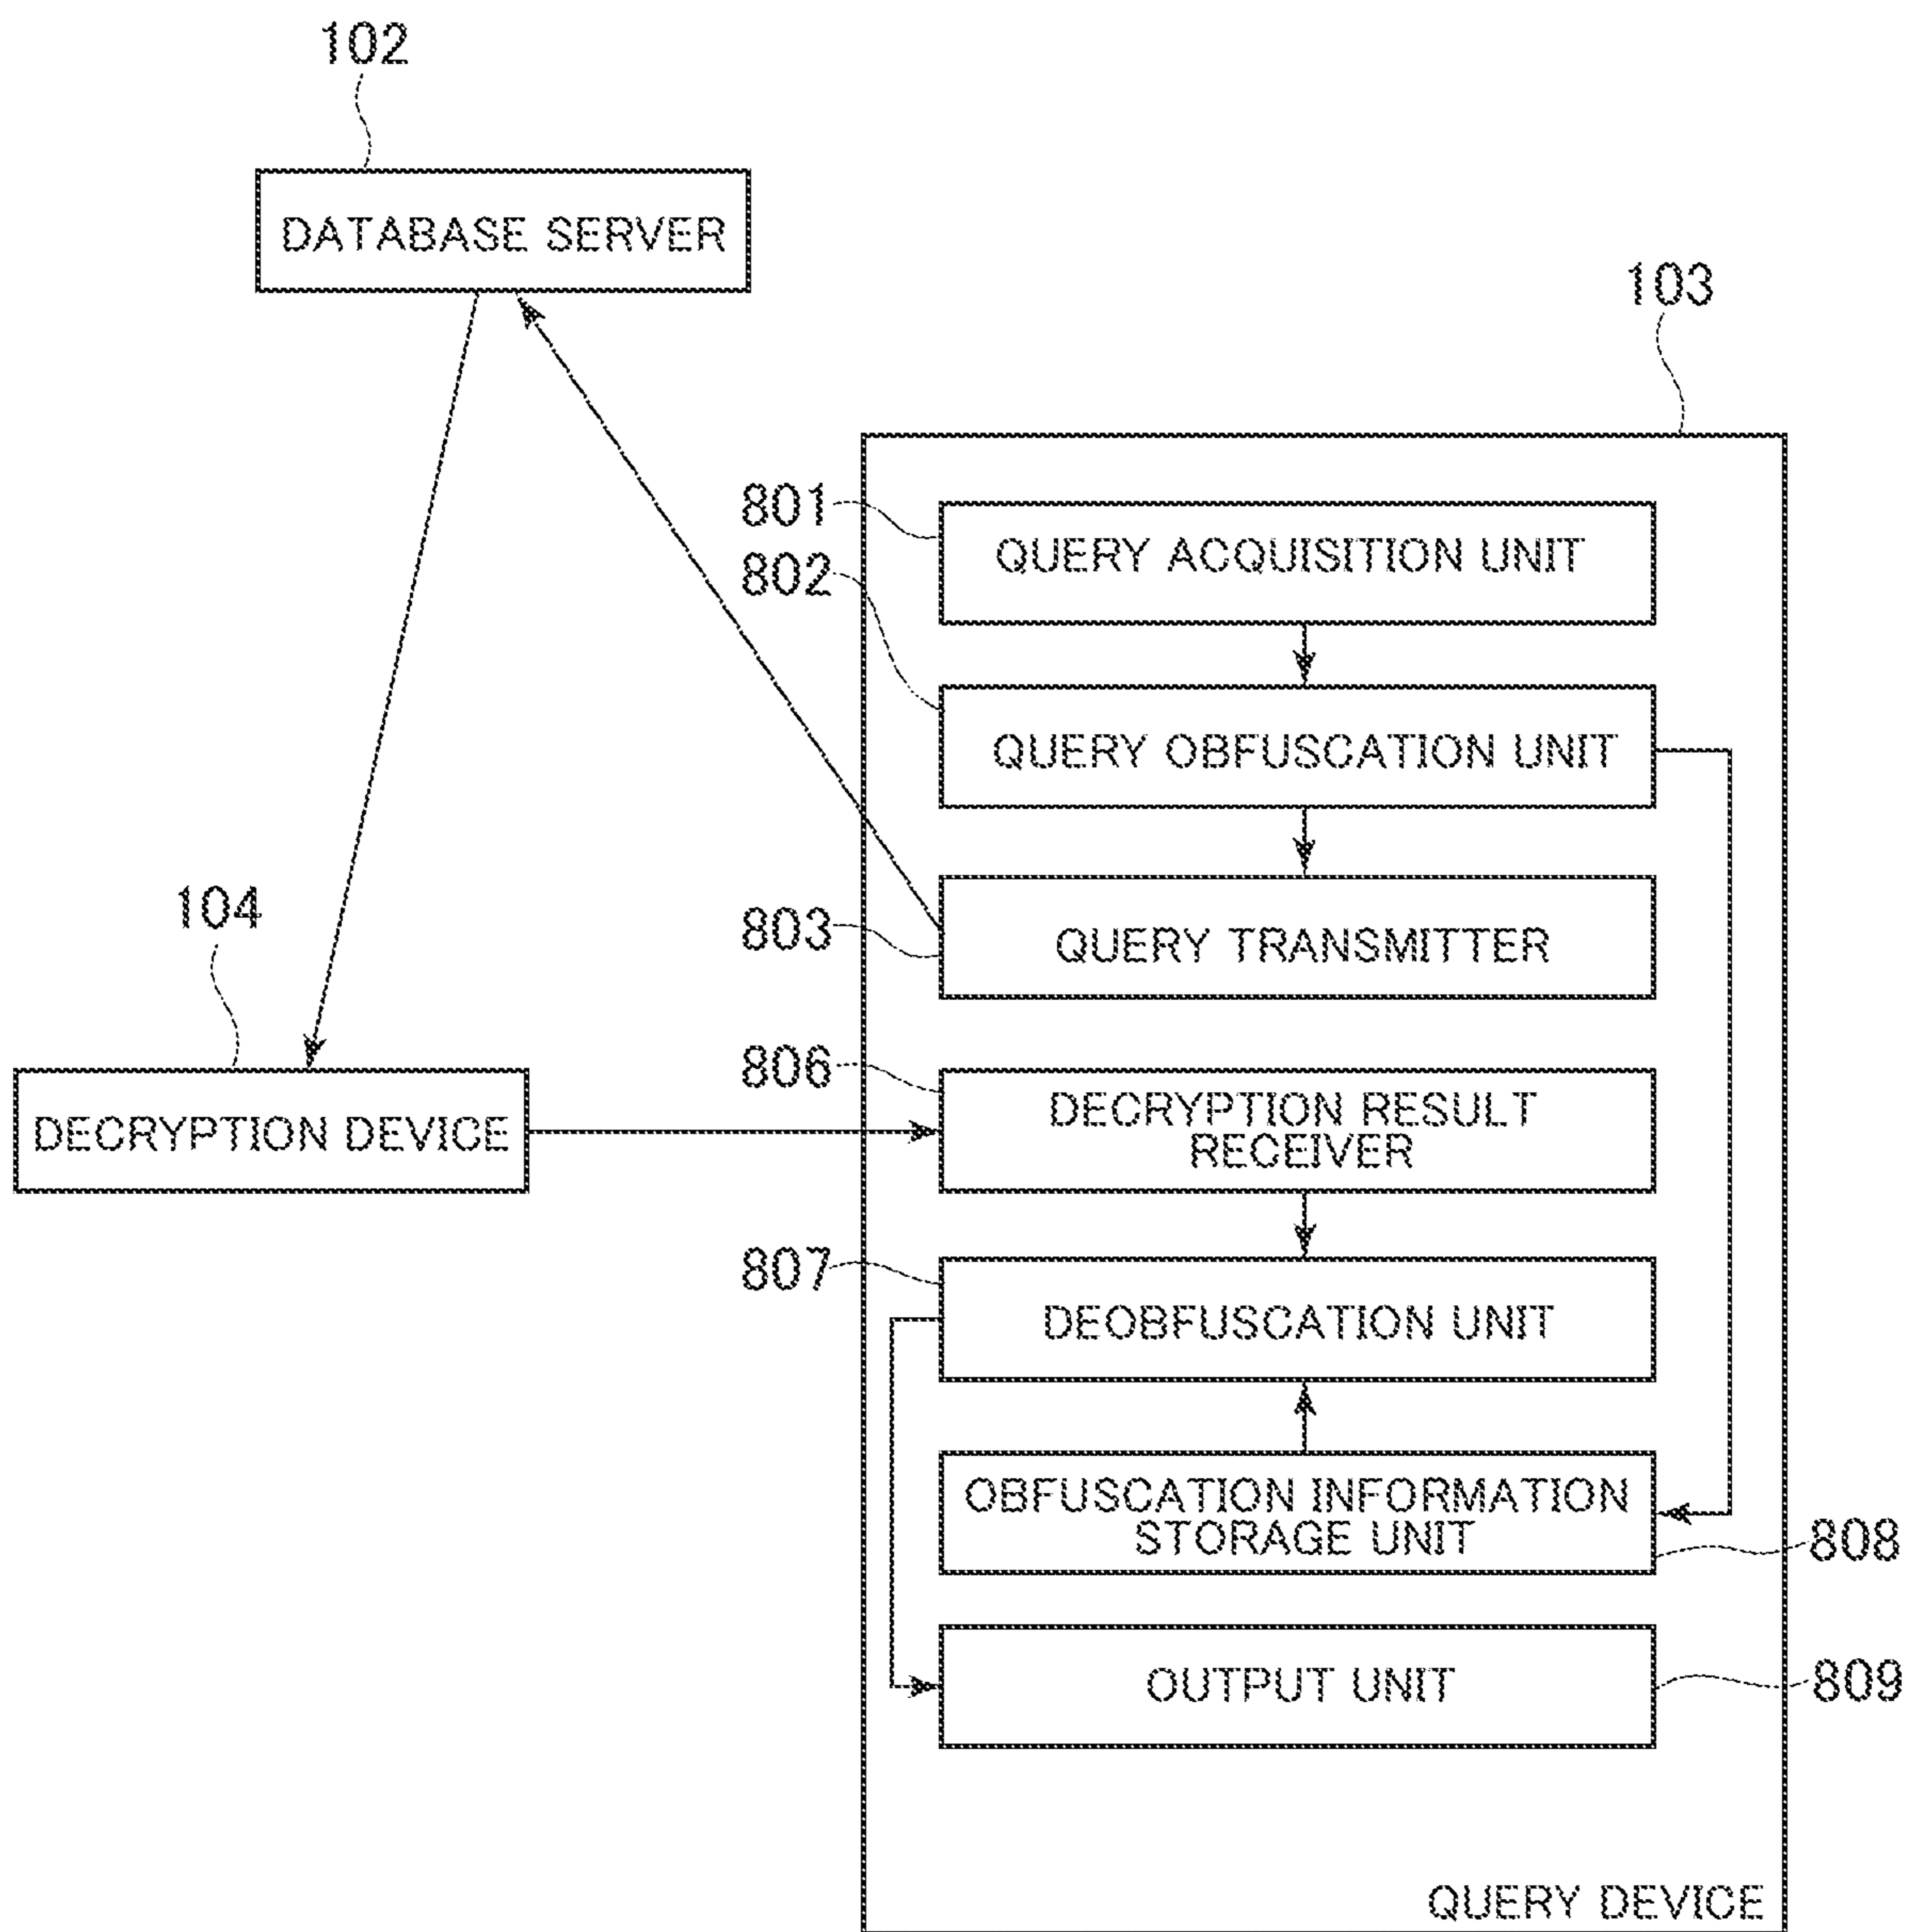 102
DATABASE SERVER
103
801
QUERY ACQUISITION UNIT
802
QUERY OBFUSCATION UNIT
104
803
QUERY TRANSMITTER
806
DECRYPTION RESULT
RECEIVER
DECRYPTION DEVICE
807
DEOBFUSCATION UNIT
OBFUSCATION INFORMATION
STORAGE UNIT
808
OUTPUT UNIT
809
QUERY DEVICE